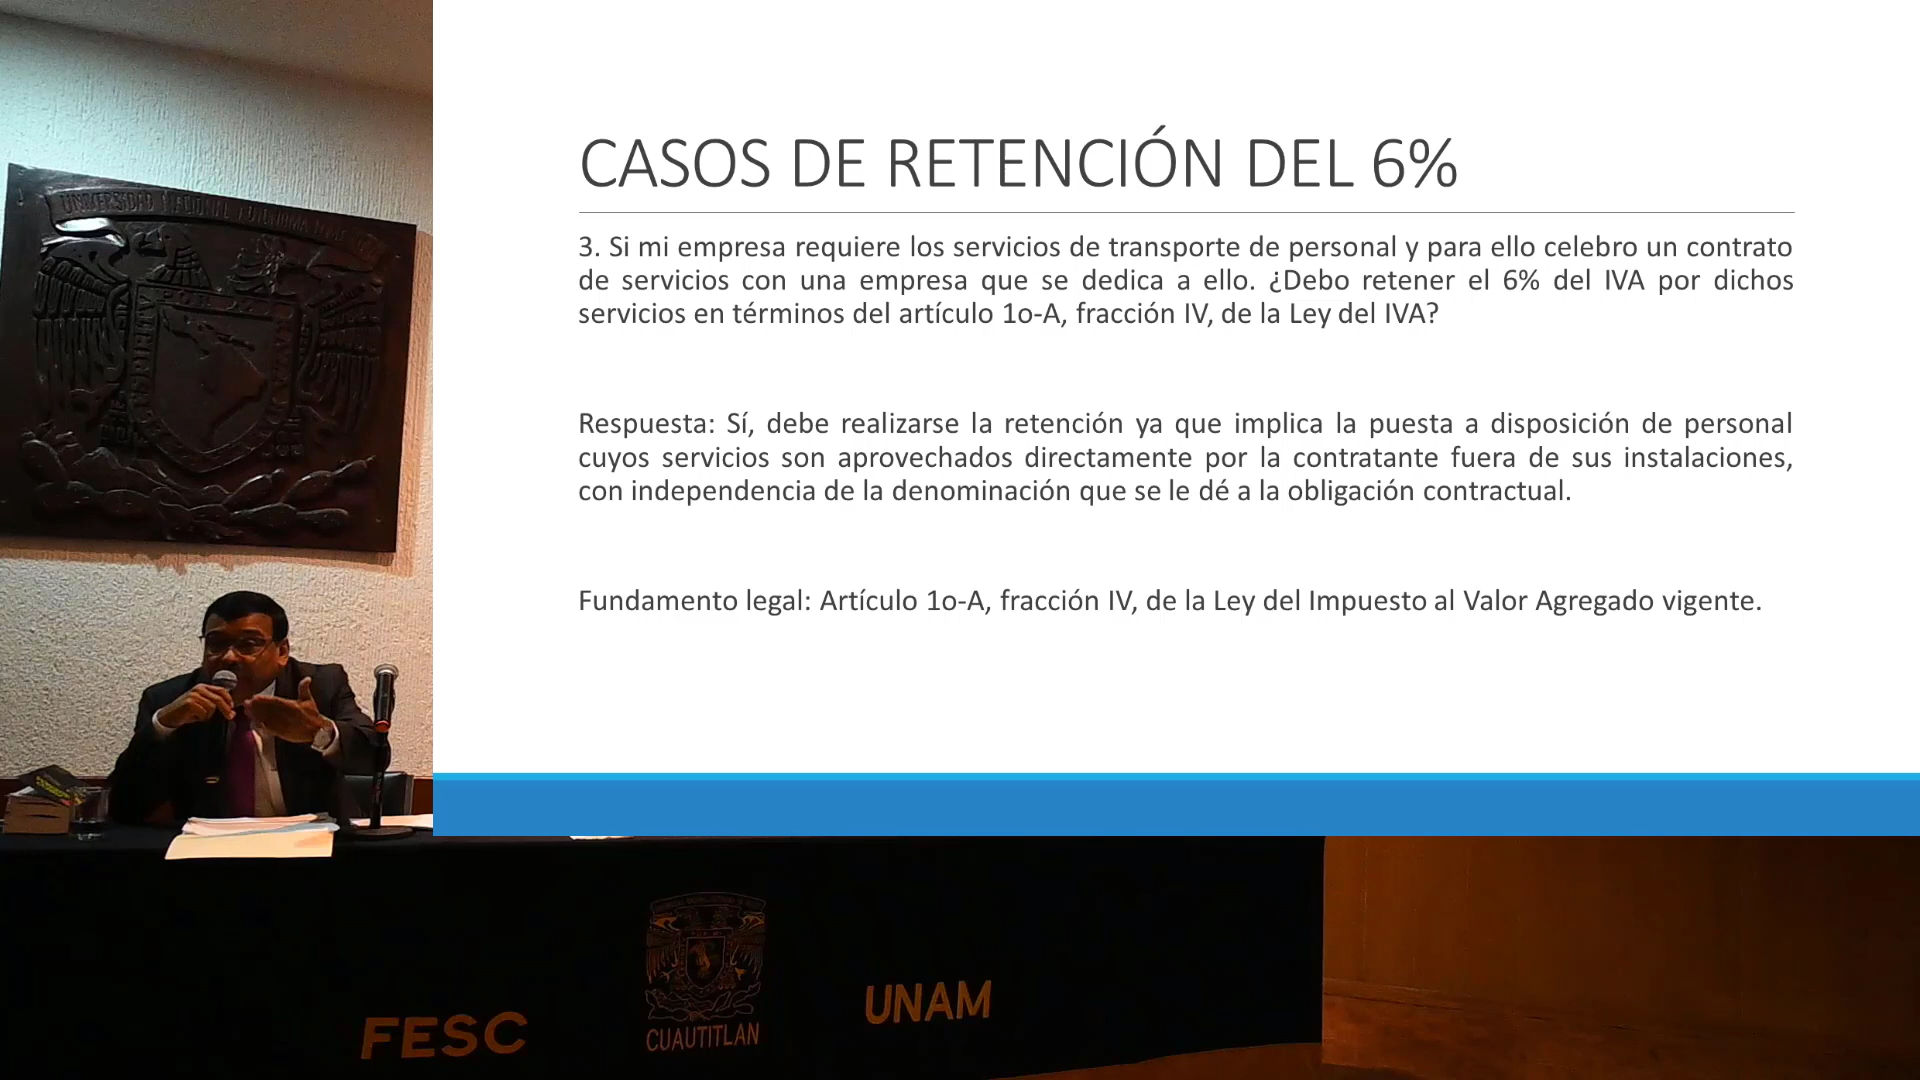 UNIVERSIDAD NACIONAL AUTONOMA
POR
CASOS DE RETENCIÓN DEL 6%
3. Si mi empresa requiere los servicios de transporte de personal y para ello celebro un contrato
de servicios con una empresa que se dedica a ello. ¿Debo retener el 6% del IVA por dichos
servicios en términos del artículo 1o-A, fracción IV, de la Ley del IVA?
Respuesta: Sí, debe realizarse la retención ya que implica la puesta a disposición de personal
cuyos servicios son aprovechados directamente por la contratante fuera de sus instalaciones,
con independencia de la denominación que se le dé a la obligación contractual.
Fundamento legal: Artículo 1o-A, fracción IV, de la Ley del Impuesto al Valor Agregado vigente.
FESC
CUAUTITLAN
UNAM